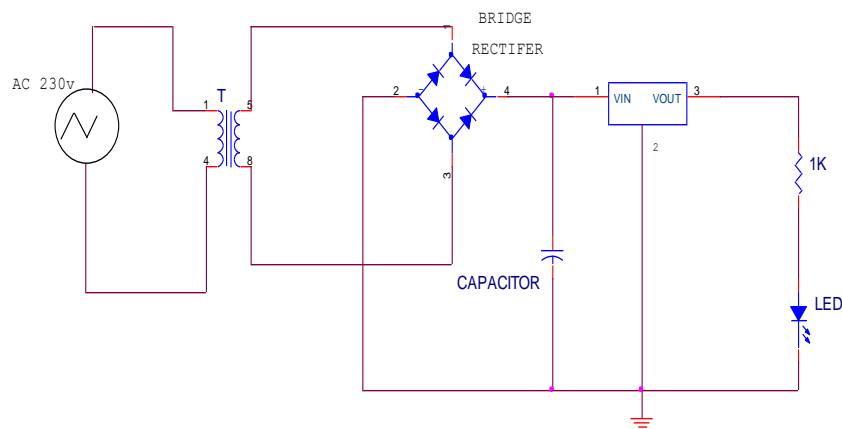 BRIDGE
RECTIFER
AC 230v
T
1
5
4
8
1
2
-
+
4
3
1
VIN
VOUT
3
2
1K
CAPACITOR
LED